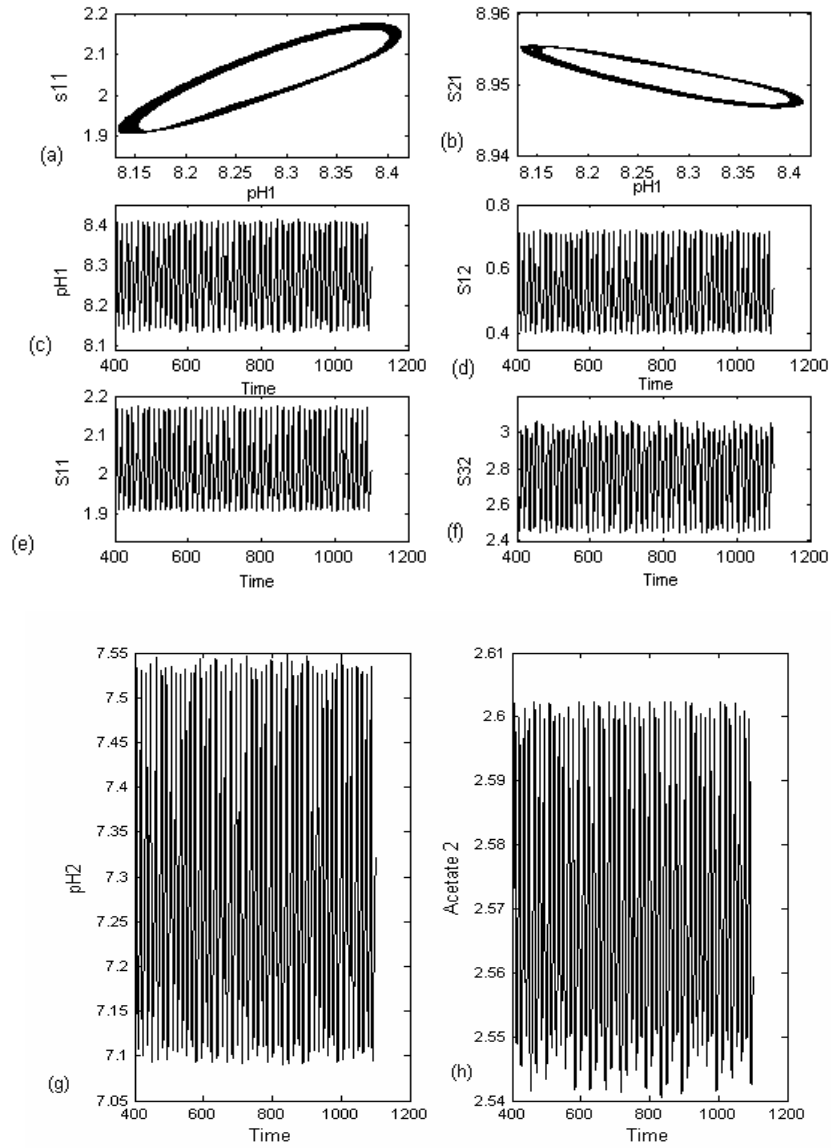 2.2
2.1
2
1.9
s11
(a)
8.15 8.2 8.25 8.3 8.35 8.4
pH1
8.96
8.95
8.94
S21
(b)
8.15 8.2 8.25 8.3 8.35 8.4
pH1
8.4
8.3
8.2
8.1
pH1
(c)
400 600 800 1000 1200
Time
0.8
0.6
0.4
S12
(d)
400 600 800 1000 1200
Time
2.2
2.1
2
1.9
S11
(e)
400 600 800 1000 1200
Time
3
2.8
2.6
2.4
S32
(f)
400 600 800 1000 1200
Time
7.55
7.5
7.45
7.4
7.35
7.3
7.25
7.2
7.15
7.1
7.05
pH2
(g)
400 600 800 1000 1200
Time
2.61
2.6
2.59
2.58
2.57
2.56
2.55
2.54
Acetate 2
(h)
400 600 800 1000 1200
Time